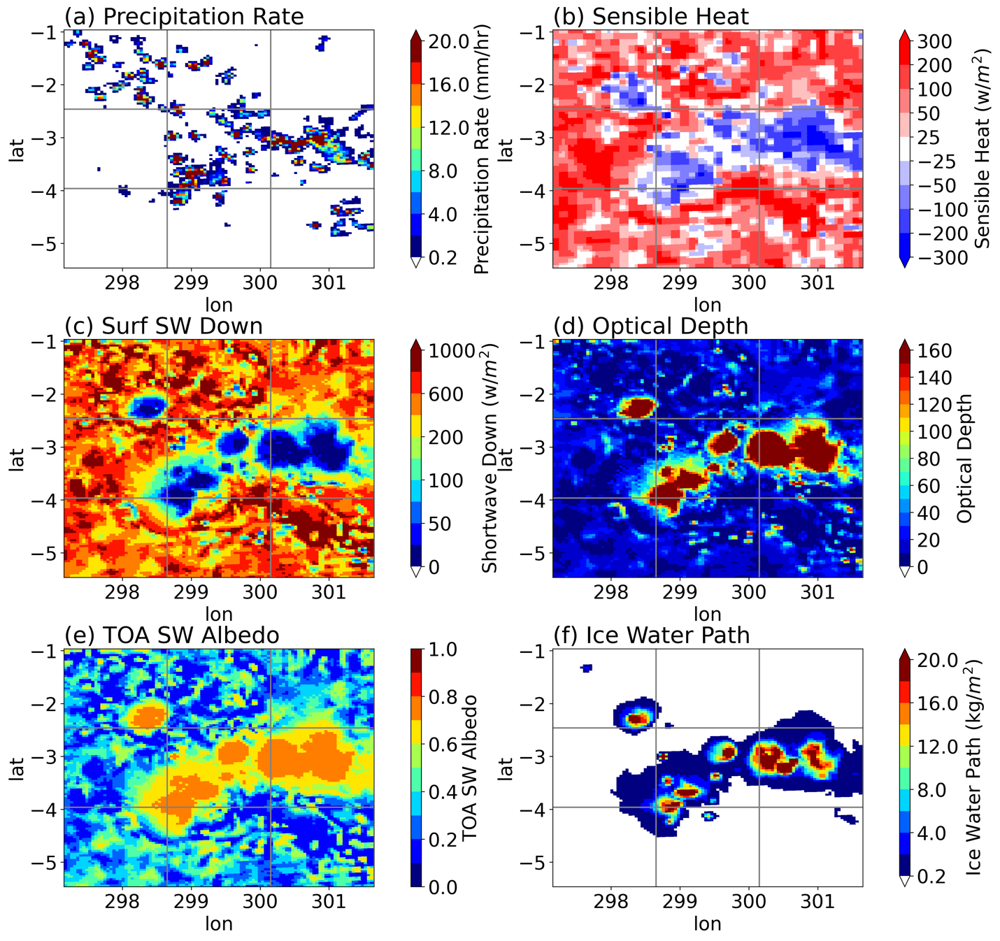 (a) Precipitation Rate
−1
−2
−3
−4
−5
lat
298 299 300 301
lon
20.0
16.0
12.0
8.0
4.0
0.2
Precipitation Rate (mm/hr)
(b) Sensible Heat
−1
−2
−3
−4
−5
lat
298 299 300 301
lon
300
200
100
50
25
−25
−50
−100
−200
−300
Sensible Heat (w/m²)
(c) Surf SW Down
−1
−2
−3
−4
−5
lat
298 299 300 301
lon
1000
600
200
100
50
0
Shortwave Down (w/m²)
(d) Optical Depth
−1
−2
−3
−4
−5
lat
298 299 300 301
lon
160
140
120
100
80
60
40
20
0
Optical Depth
(e) TOA SW Albedo
−1
−2
−3
−4
−5
lat
298 299 300 301
lon
1.0
0.8
0.6
0.4
0.2
0.0
TOA SW Albedo
(f) Ice Water Path
−1
−2
−3
−4
−5
lat
298 299 300 301
lon
20.0
16.0
12.0
8.0
4.0
0.2
Ice Water Path (kg/m²)